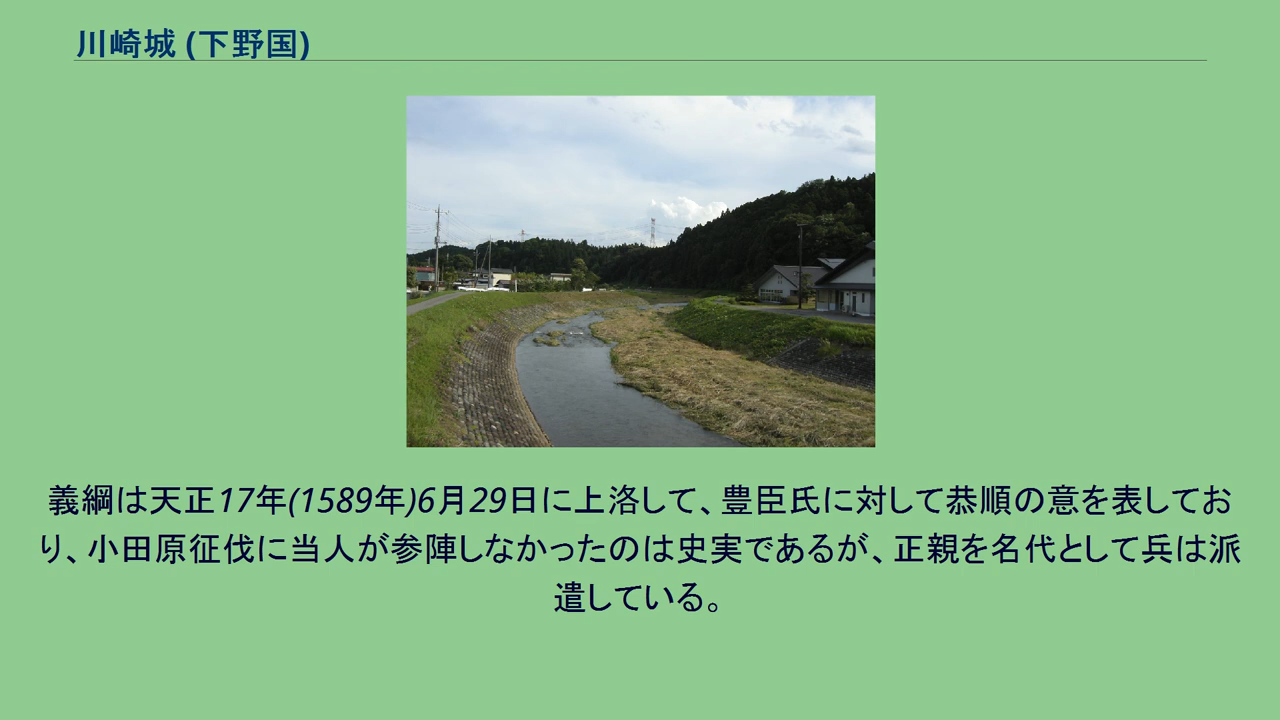 川崎城 (下野国)
義綱は天正17年(1589年)6月29日に上洛して、豊臣氏に対して恭順の意を表してお
り、小田原征伐に当人が参陣しなかったのは史実であるが、正親を名代として兵は派
遣している。